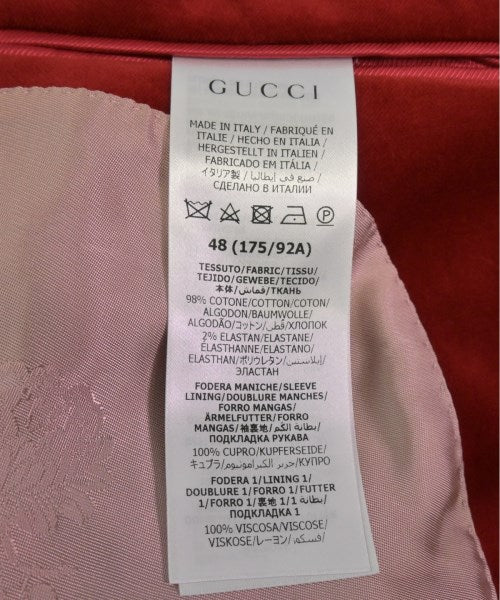 GUCCI
MADE IN ITALY / FABRIQUÉ EN
ITALIE / HECHO EN ITALIA/
HERGESTELLT IN ITALIEN /
FABRICADO EM ITÁLIA/
イタリア製 / صنع في إيطاليا /
СДЕЛАНО В ИТАЛИИ
P
48 (175/92A)
TESSUTO/FABRIC/TISSU/
TEJIDO/GEWEBE/TECIDO/
本体/قماش/ТКАНЬ
98% COTONE/COTTON/COTON/
ALGODON/BAUMWOLLE/
ALGODÃO/コットン/قطن/ХЛОПОК
2% ELASTAN/ELASTANE/
ELASTHANNE/ELASTANO/
ELASTHAN/ポリウレタン/إيلاستين/
ЭЛАСТАН
FODERA MANICHE/SLEEVE
LINING/DOUBLURE MANCHES/
FORRO MANGAS/
ÄRMELFUTTER/FORRO
MANGAS/袖裏地/بطانة الكم/
ПОДКЛАДКА РУКАВА
100% CUPRO/KUPFERSEIDE/
キュプラ/حرير الكبرامونيوم/КУПРО
FODERA 1/LINING 1/
DOUBLURE 1/FORRO 1/FUTTER
1/FORRO 1/裏地 1/بطانة 1/
ПОДКЛАДКА 1
100% VISCOSA/VISCOSE/
VISKOSE/レーヨン/فسكوز/